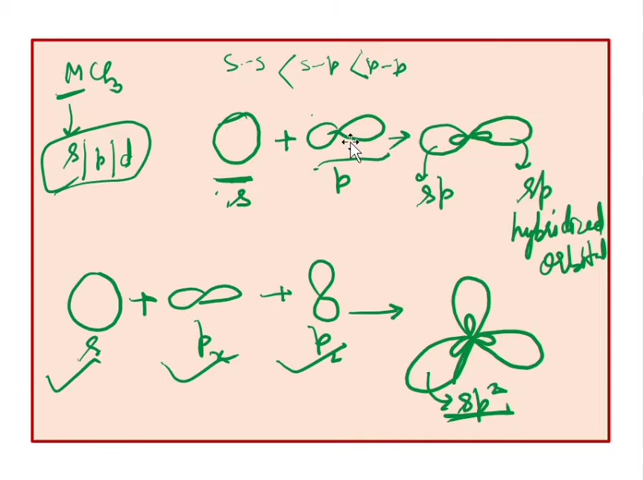 MCl3
s-s < s-p < p-p
s|p|d
+ →
s p sp sp
hybridized
orbital
+ + →
s px pz
sp²